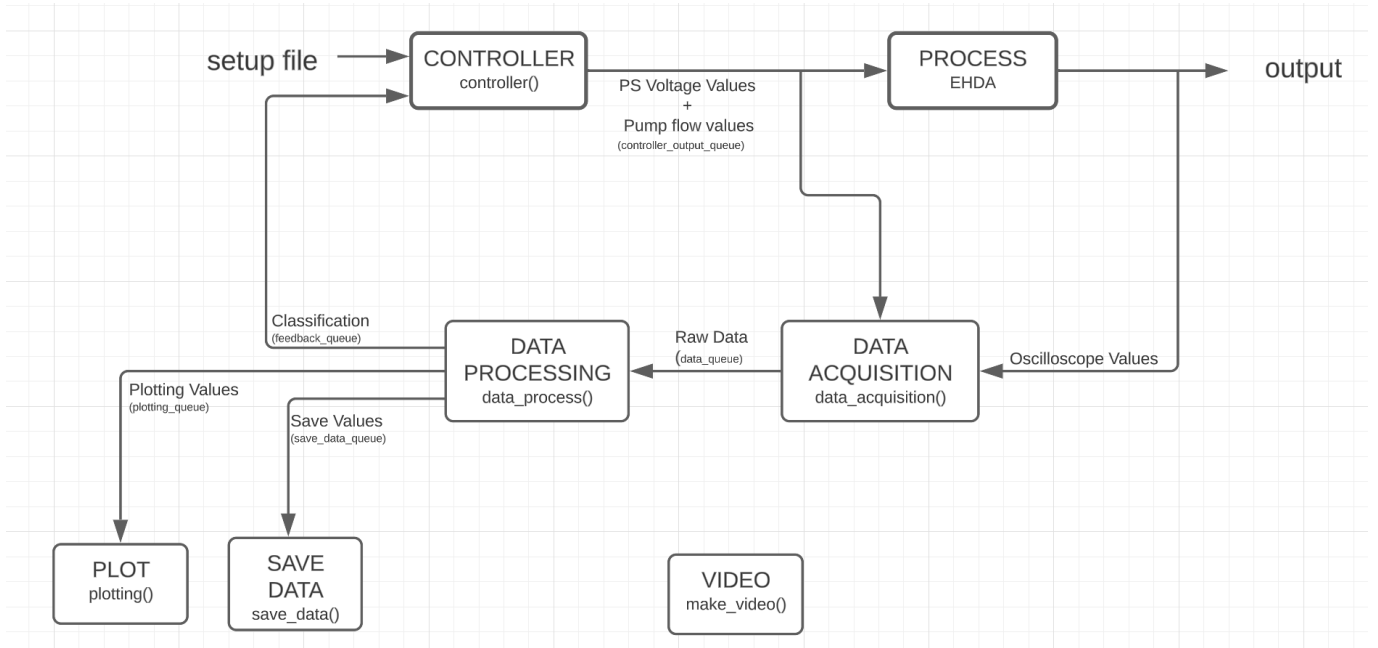 setup file
CONTROLLER
controller()
PS Voltage Values
+
Pump flow values
(controller_output_queue)
PROCESS
EHDA
output
Classification
(feedback_queue)
DATA
PROCESSING
data_process()
Raw Data
(data_queue)
DATA
ACQUISITION
data_acquisition()
Oscilloscope Values
Plotting Values
(plotting_queue)
Save Values
(save_data_queue)
PLOT
plotting()
SAVE
DATA
save_data()
VIDEO
make_video()